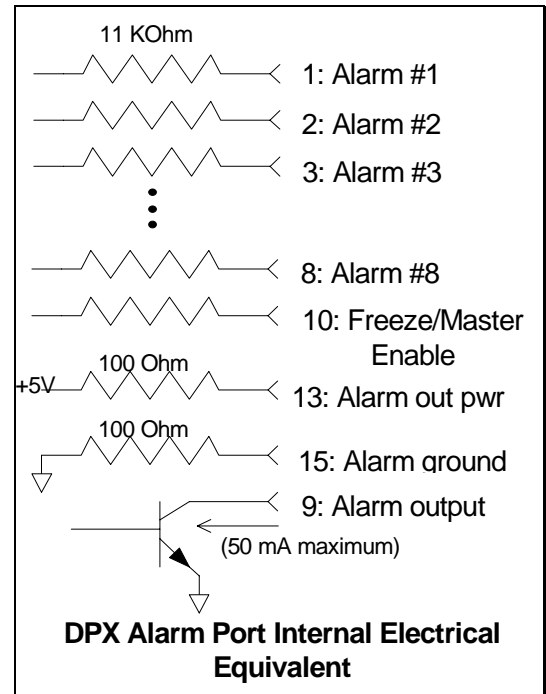 11 KOhm
1: Alarm #1
2: Alarm #2
3: Alarm #3
8: Alarm #8
10: Freeze/Master
Enable
100 Ohm
+5V
13: Alarm out pwr
100 Ohm
15: Alarm ground
9: Alarm output
(50 mA maximum)
DPX Alarm Port Internal Electrical
Equivalent